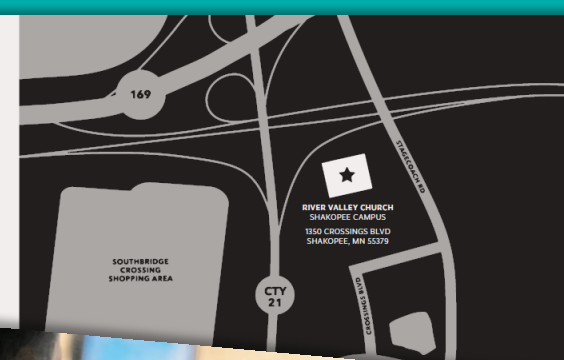 169
STAGECOACH RD
RIVER VALLEY CHURCH
SHAKOPEE CAMPUS
1350 CROSSINGS BLVD
SHAKOPEE, MN 55379
SOUTHBRIDGE
CROSSING
SHOPPING AREA
CTY
21
CROSSINGS BLVD